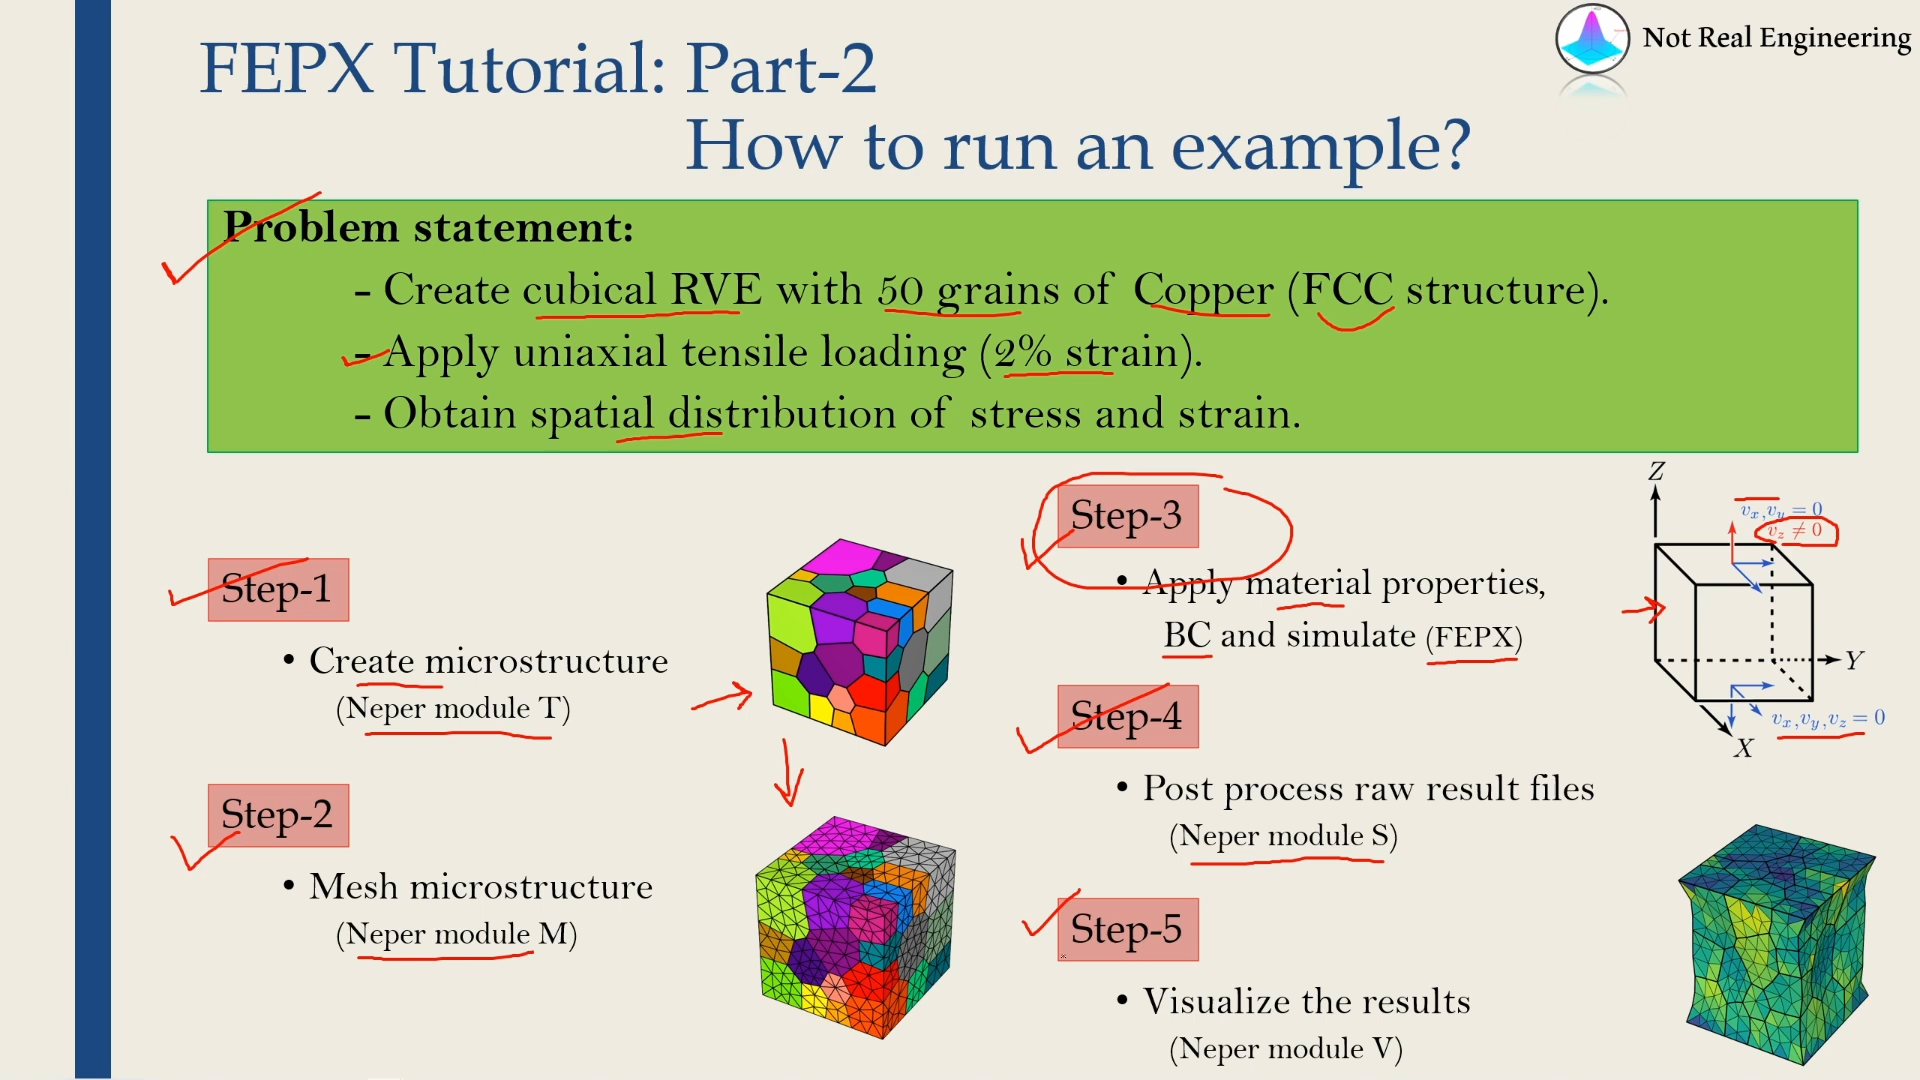 Not Real Engineering
FEPX Tutorial: Part-2
How to run an example?
Problem statement:
- Create cubical RVE with 50 grains of Copper (FCC structure).
- Apply uniaxial tensile loading (2% strain).
- Obtain spatial distribution of stress and strain.
Step-1
• Create microstructure
(Neper module T)
Step-2
• Mesh microstructure
(Neper module M)
Step-3
• Apply material properties,
BC and simulate (FEPX)
Step-4
• Post process raw result files
(Neper module S)
Step-5
• Visualize the results
(Neper module V)
Z
vx,vy = 0
vz ≠ 0
Y
vx,vy,vz = 0
X